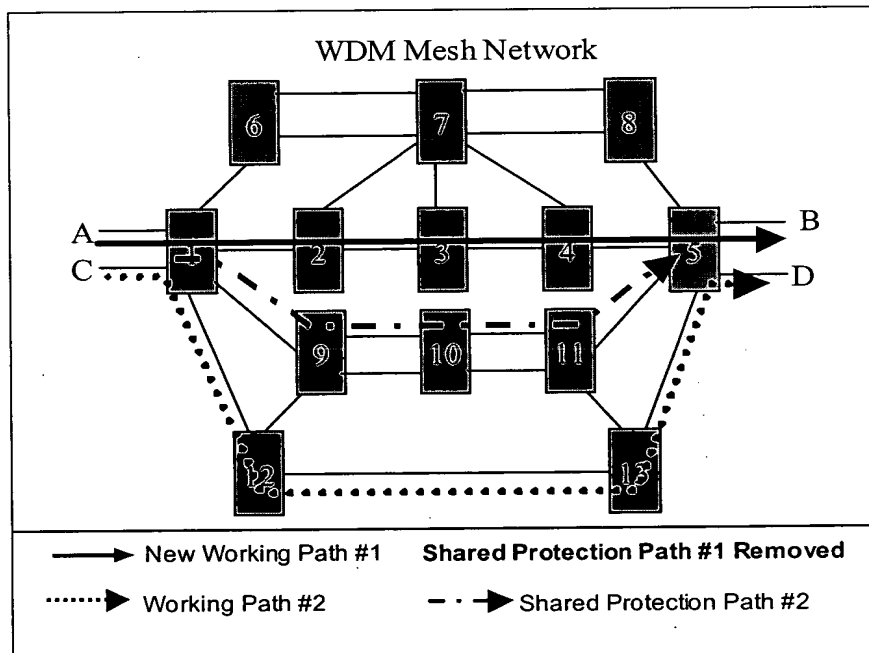 WDM Mesh Network
6 7 8
A 1 2 3 4 5 B
C D
9 10 11
12 13
New Working Path #1 Shared Protection Path #1 Removed
Working Path #2 Shared Protection Path #2